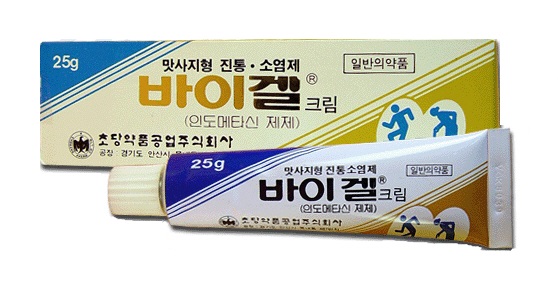 25g
맛사지형 진통·소염제
일반의약품
바이겔® 크림
(인도메타신 제제)
초당약품공업주식회사
공장 : 경기도 안산시
25g
맛사지형 진통소염제
일반의약품
바이겔® 크림
(인도메타신 제제)
초당약품공업주식회사